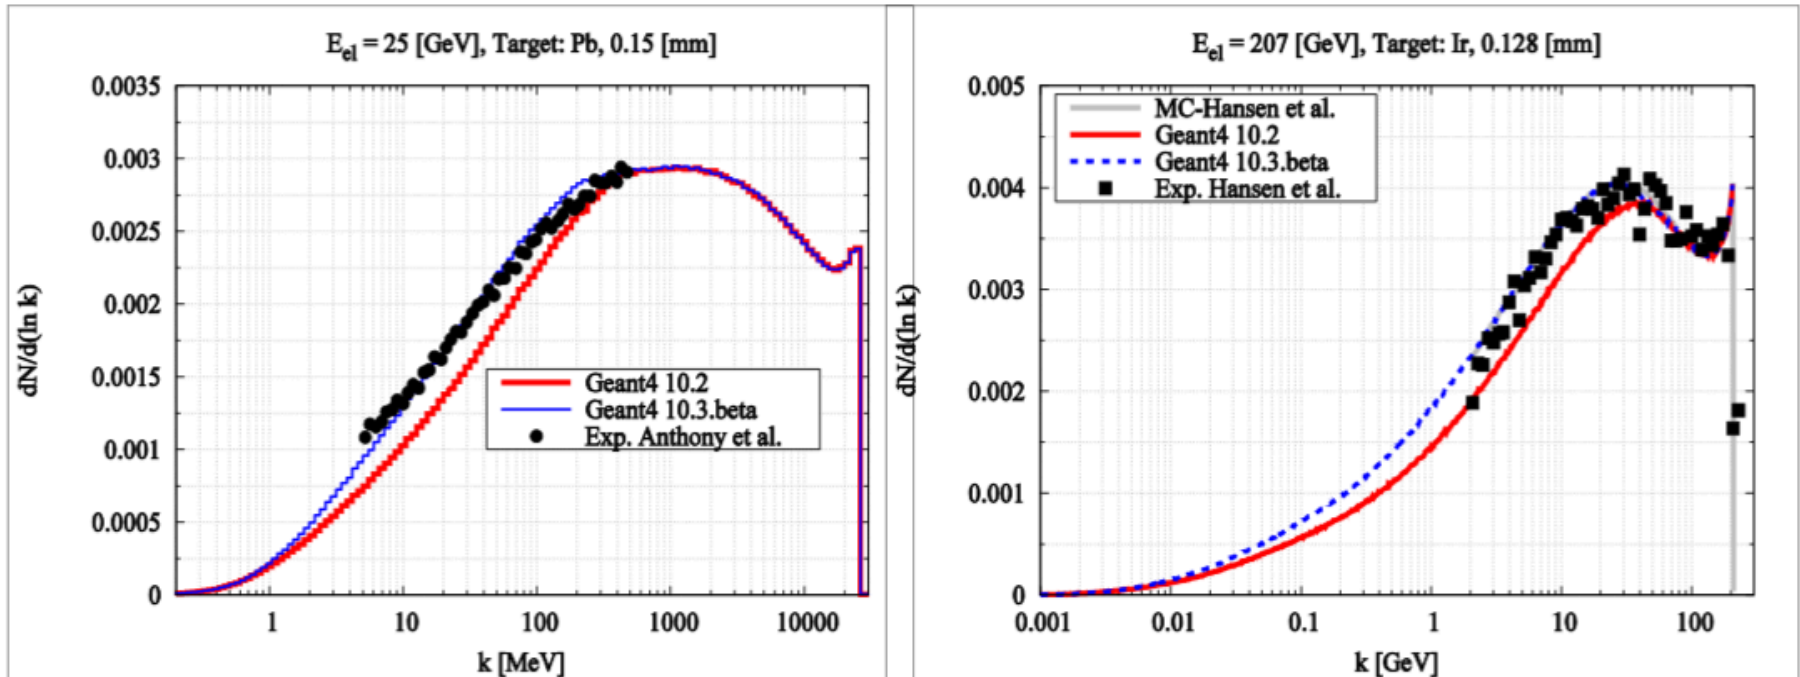 E_el = 25 [GeV], Target: Pb, 0.15 [mm]
0.0035
0.003
0.0025
0.002
0.0015
0.001
0.0005
0
dN/d(ln k)
Geant4 10.2
Geant4 10.3.beta
Exp. Anthony et al.
1 10 100 1000 10000
k [MeV]
E_el = 207 [GeV], Target: Ir, 0.128 [mm]
0.005
0.004
0.003
0.002
0.001
0
dN/d(ln k)
MC-Hansen et al.
Geant4 10.2
Geant4 10.3.beta
Exp. Hansen et al.
0.001 0.01 0.1 1 10 100
k [GeV]